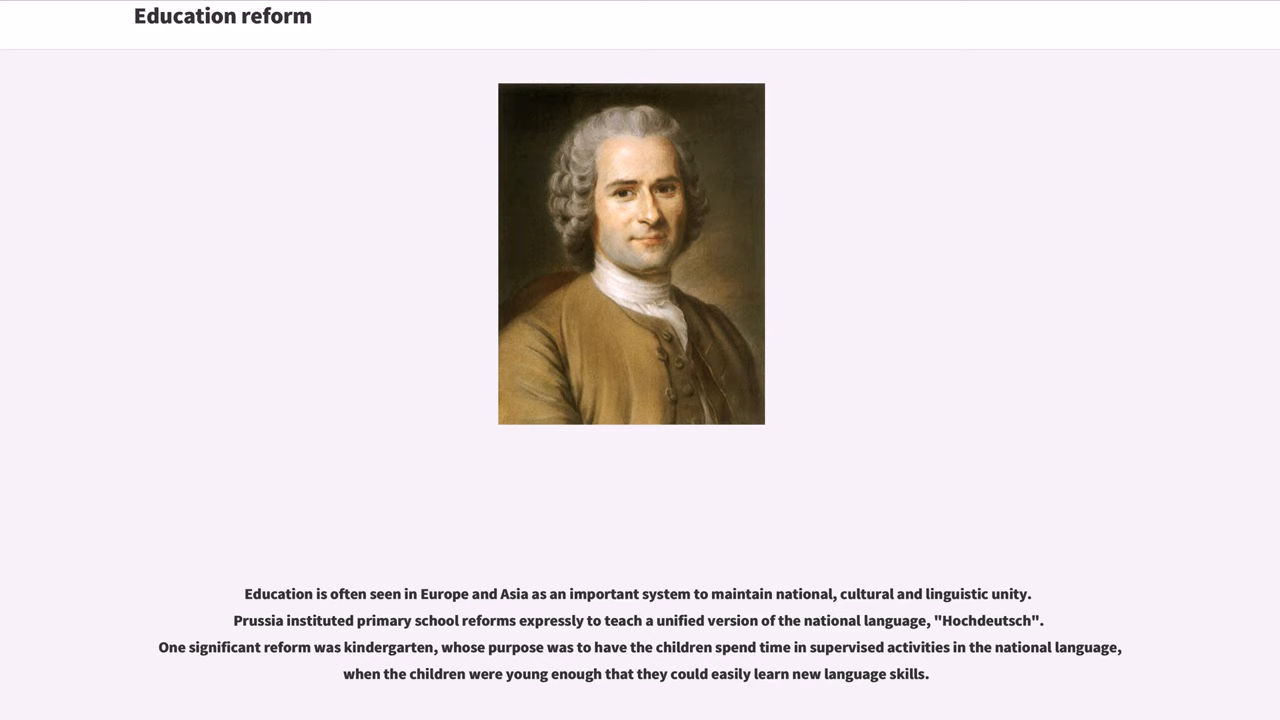 Education reform
Education is often seen in Europe and Asia as an important system to maintain national, cultural and linguistic unity.
Prussia instituted primary school reforms expressly to teach a unified version of the national language, "Hochdeutsch".
One significant reform was kindergarten, whose purpose was to have the children spend time in supervised activities in the national language,
when the children were young enough that they could easily learn new language skills.